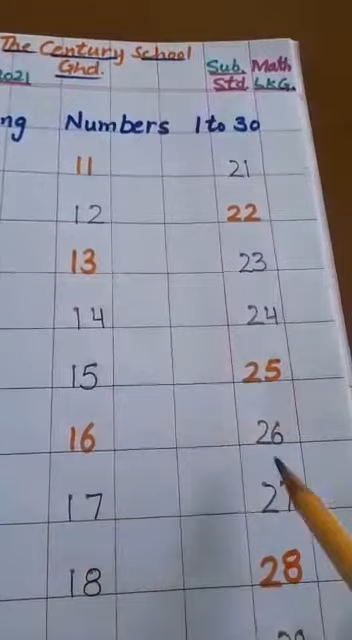 The Century School
2021 Ghd. Sub. Math
Std. L.K.G.
ng Numbers 1 to 30
11 21
12 22
13 23
14 24
15 25
16 26
17 27
18 28